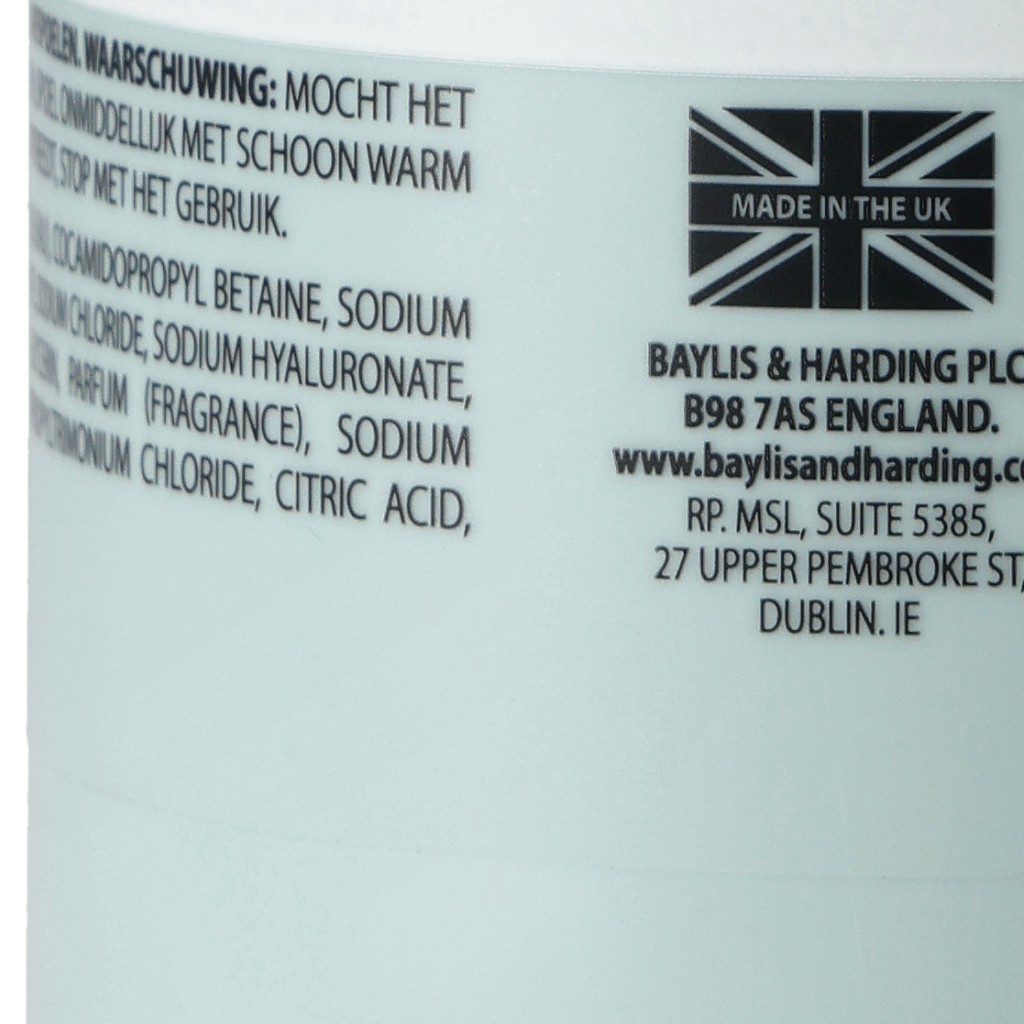 WAARSCHUWING: MOCHT HET
ONMIDDELLIJK MET SCHOON WARM
STOP MET HET GEBRUIK.
COCAMIDOPROPYL BETAINE, SODIUM
CHLORIDE, SODIUM HYALURONATE,
PARFUM (FRAGRANCE), SODIUM
CHLORIDE, CITRIC ACID,
MADE IN THE UK
BAYLIS & HARDING PLC
B98 7AS ENGLAND.
www.baylisandharding.co
RP. MSL, SUITE 5385,
27 UPPER PEMBROKE ST,
DUBLIN. IE